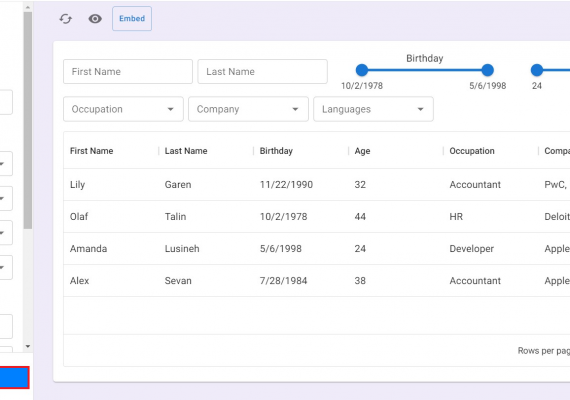 Embed
Birthday
First Name Last Name
10/2/1978 5/6/1998 24
Occupation Company Languages
First Name Last Name Birthday Age Occupation Compa
Lily Garen 11/22/1990 32 Accountant PwC,
Olaf Talin 10/2/1978 44 HR Deloit
Amanda Lusineh 5/6/1998 24 Developer Apple
Alex Sevan 7/28/1984 38 Accountant Apple
Rows per pag